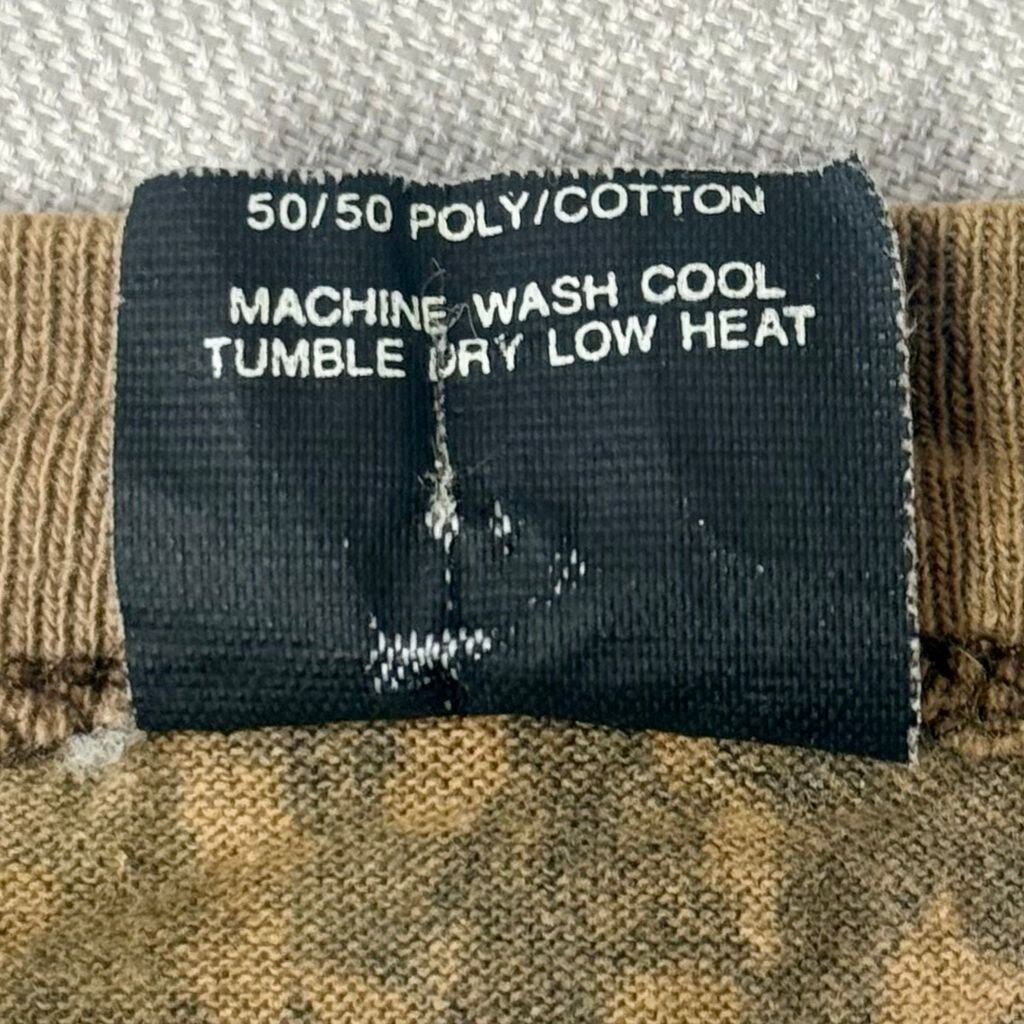 50/50 POLY/COTTON
MACHINE WASH COOL
TUMBLE DRY LOW HEAT